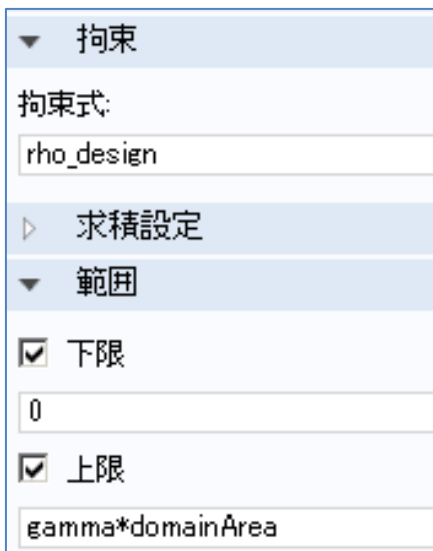 拘束
拘束式:
rho_design
求積設定
範囲
下限
0
上限
gamma*domainArea